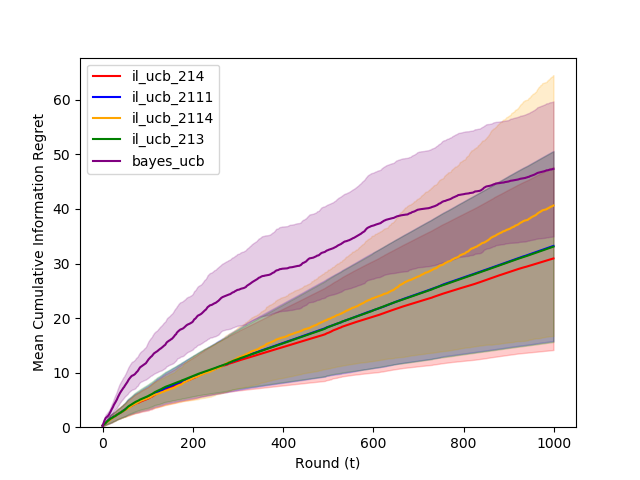 il_ucb_214
il_ucb_2111
il_ucb_2114
il_ucb_213
bayes_ucb
Mean Cumulative Information Regret
60
50
40
30
20
10
0
0 200 400 600 800 1000
Round (t)